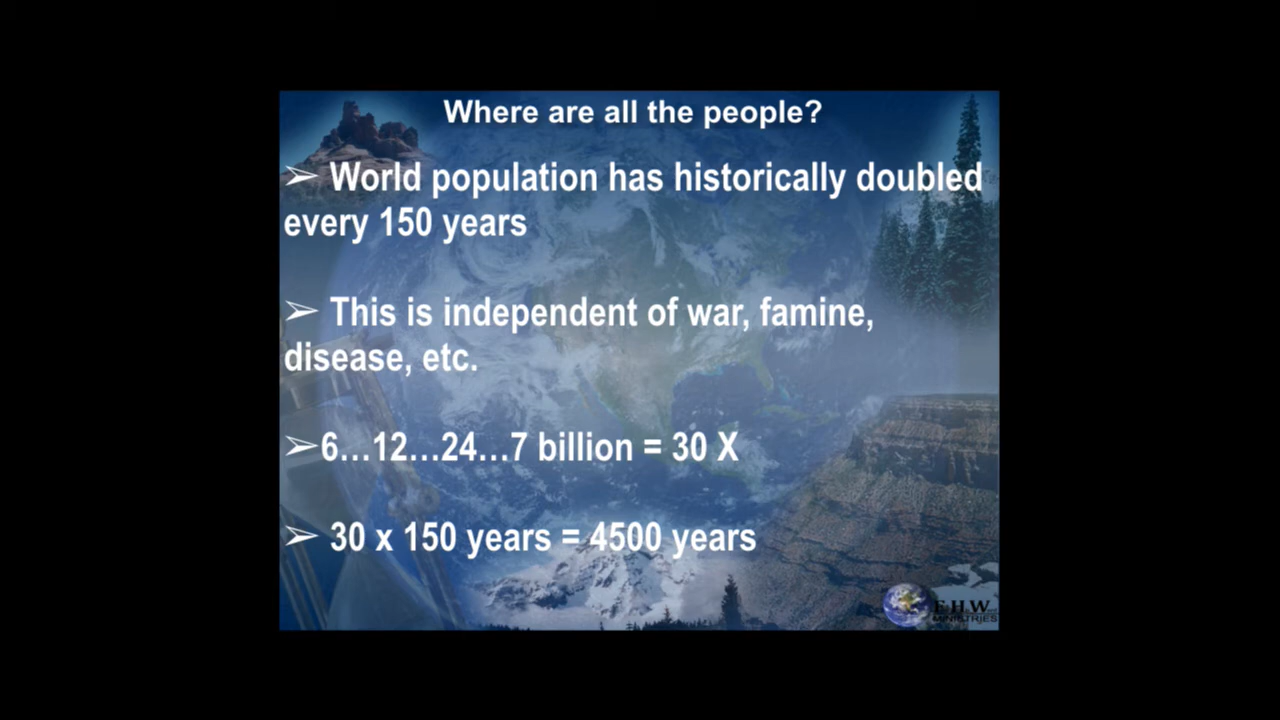 Where are all the people?
➢ World population has historically doubled
every 150 years
➢ This is independent of war, famine,
disease, etc.
➢6…12…24…7 billion = 30 X
➢ 30 x 150 years = 4500 years
E.H.W
MINISTRIES